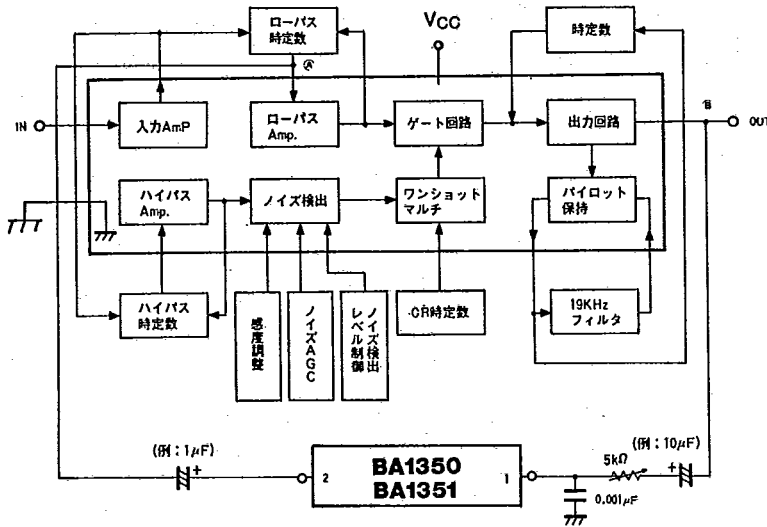 ローパス
時定数
Ⓐ
VCC
時定数
IN
入力AmP
ローパス
Amp.
ゲート回路
出力回路
B
OUT
ハイパス
Amp.
ノイズ検出
ワンショット
マルチ
パイロット
保持
ハイパス
時定数
感度調整
ノイズAGC
ノイズ検出
レベル制御
CR時定数
19KHz
フィルタ
(例:1μF)
+
2
BA1350
BA1351
1
5kΩ
(例:10μF)
+
0.001μF